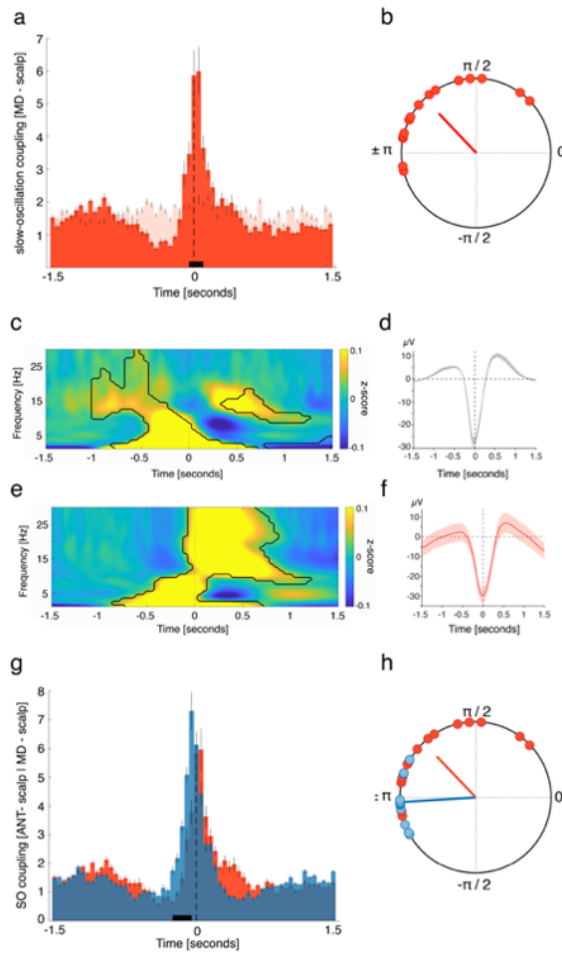 a
slow-oscillation coupling [MD - scalp]
7
6
5
4
3
2
1
-1.5
0
1.5
Time [seconds]
b
π / 2
± π
0
-π / 2
c
Frequency [Hz]
25
15
5
-1.5
-1
-0.5
0
0.5
1
1.5
Time [seconds]
0.1
0
-0.1
z-score
d
µV
10
0
-10
-20
-30
-1.5
-1
-0.5
0
0.5
1
1.5
Time [seconds]
e
Frequency [Hz]
25
15
5
-1.5
-1
-0.5
0
0.5
1
1.5
Time [seconds]
0.1
0
-0.1
z-score
f
µV
10
0
-10
-20
-30
-1.5
-1
-0.5
0
0.5
1
1.5
Time [seconds]
g
SO coupling [ANT- scalp | MD - scalp]
8
7
6
5
4
3
2
1
0
-1.5
0
1.5
Time [seconds]
h
π / 2
: π
0
-π / 2